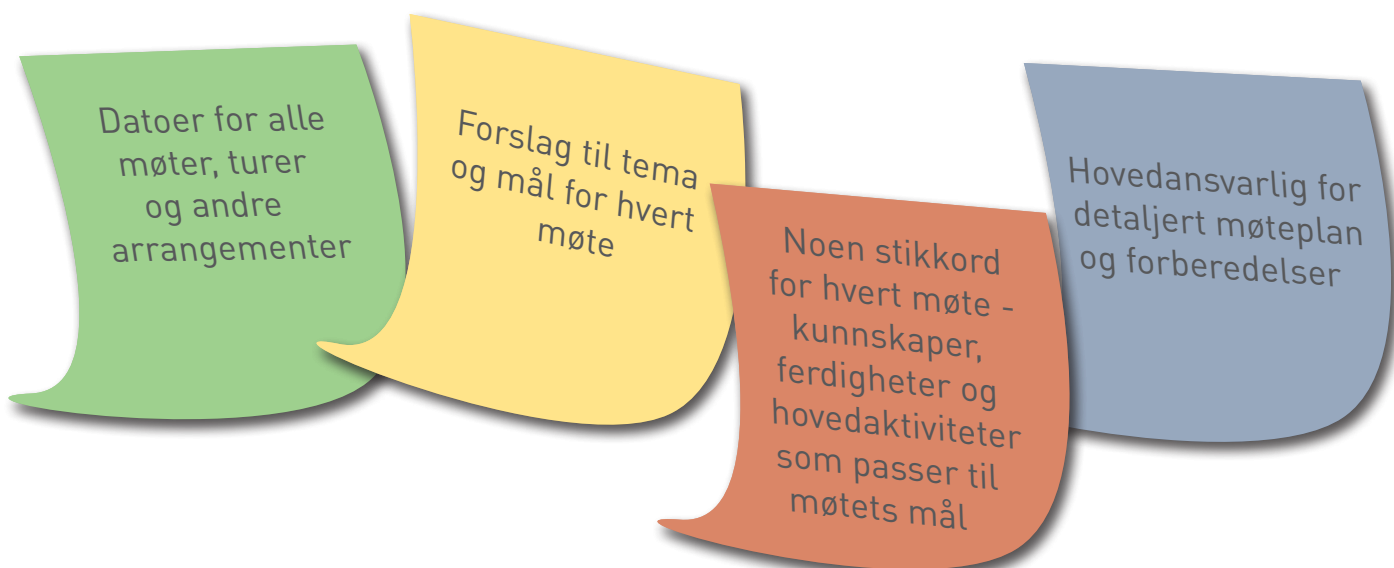 Datoer for alle
møter, turer
og andre
arrangementer
Forslag til tema
og mål for hvert
møte
Noen stikkord
for hvert møte -
kunnskaper,
ferdigheter og
hovedaktiviteter
som passer til
møtets mål
Hovedansvarlig for
detaljert møteplan
og forberedelser